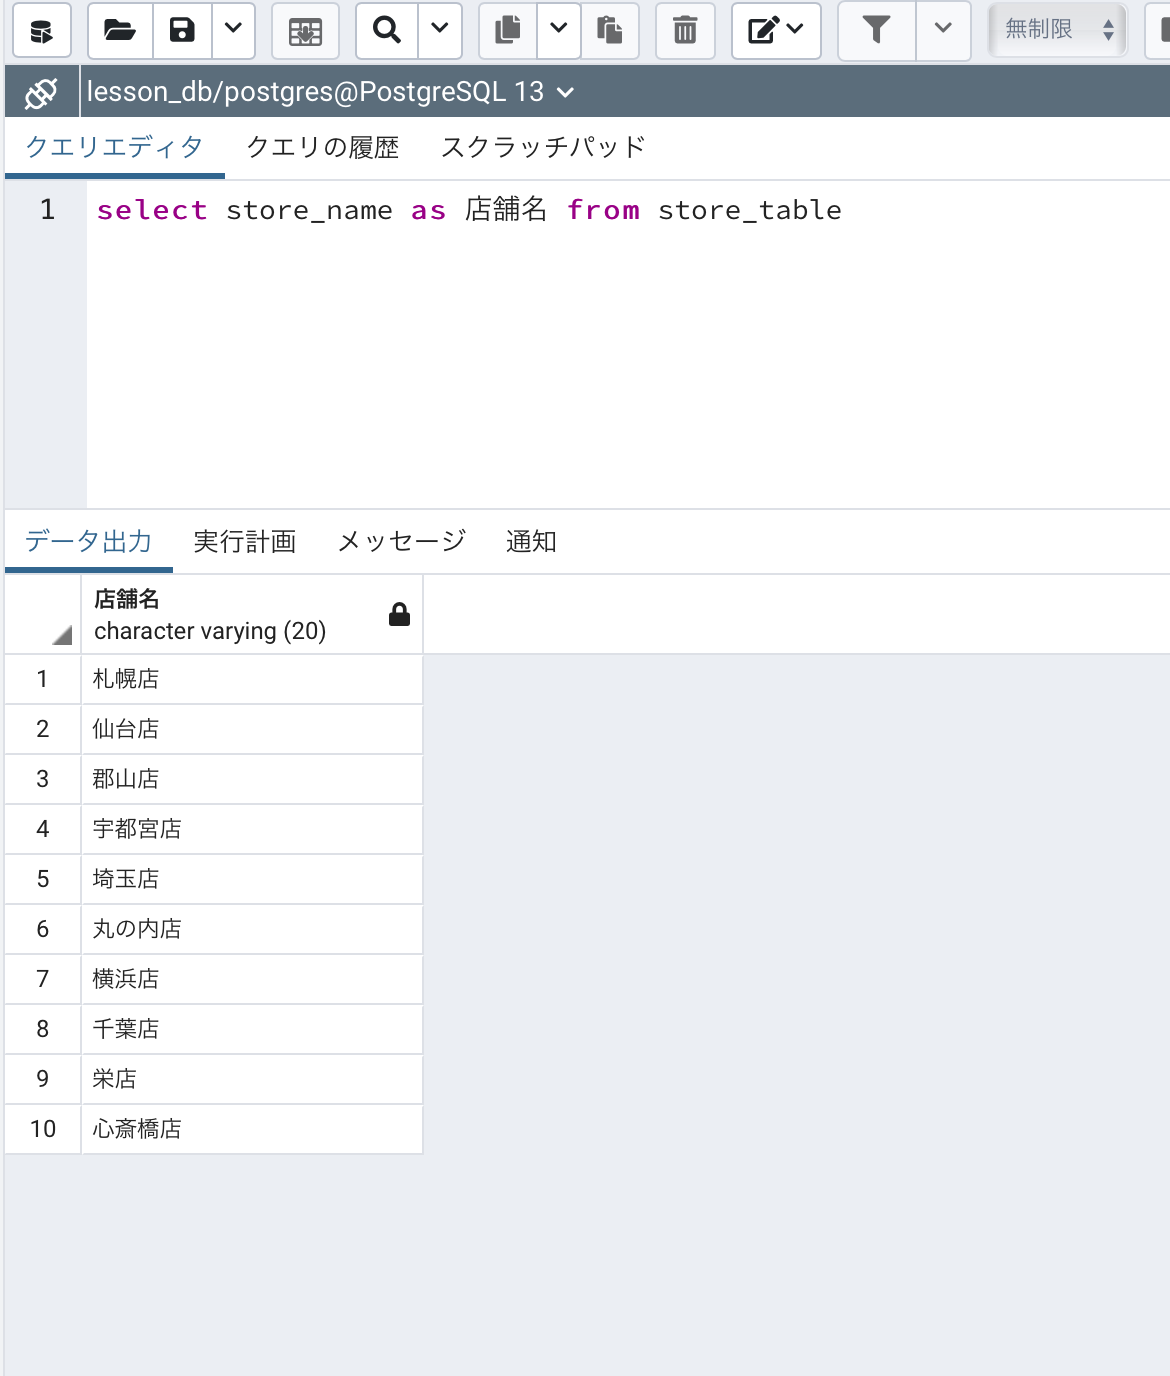 無制限
lesson_db/postgres@PostgreSQL 13
クエリエディタ クエリの履歴 スクラッチパッド
1 select store_name as 店舗名 from store_table
データ出力 実行計画 メッセージ 通知
店舗名
character varying (20)
1 札幌店
2 仙台店
3 郡山店
4 宇都宮店
5 埼玉店
6 丸の内店
7 横浜店
8 千葉店
9 栄店
10 心斎橋店